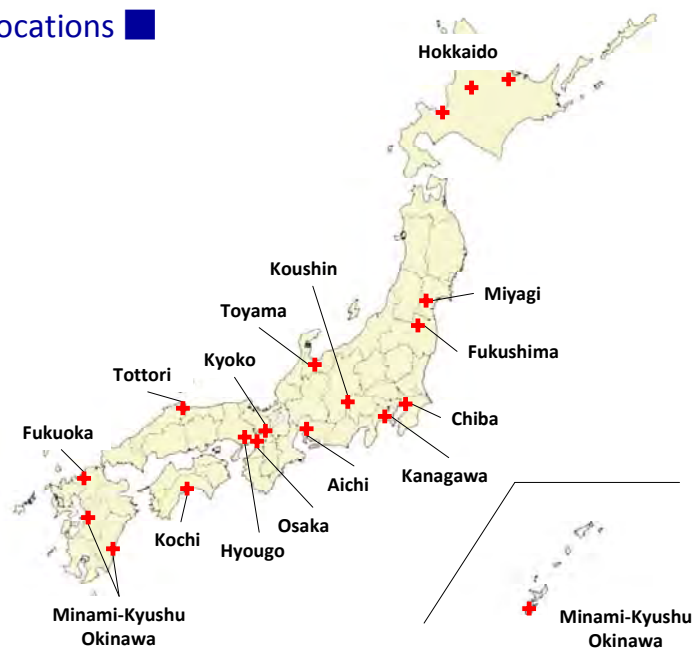 ocations ■
Hokkaido
Koushin
Miyagi
Toyama
Fukushima
Kyoko
Tottori
Chiba
Fukuoka
Kanagawa
Aichi
Osaka
Kochi
Hyougo
Minami-Kyushu
Okinawa
Minami-Kyushu
Okinawa